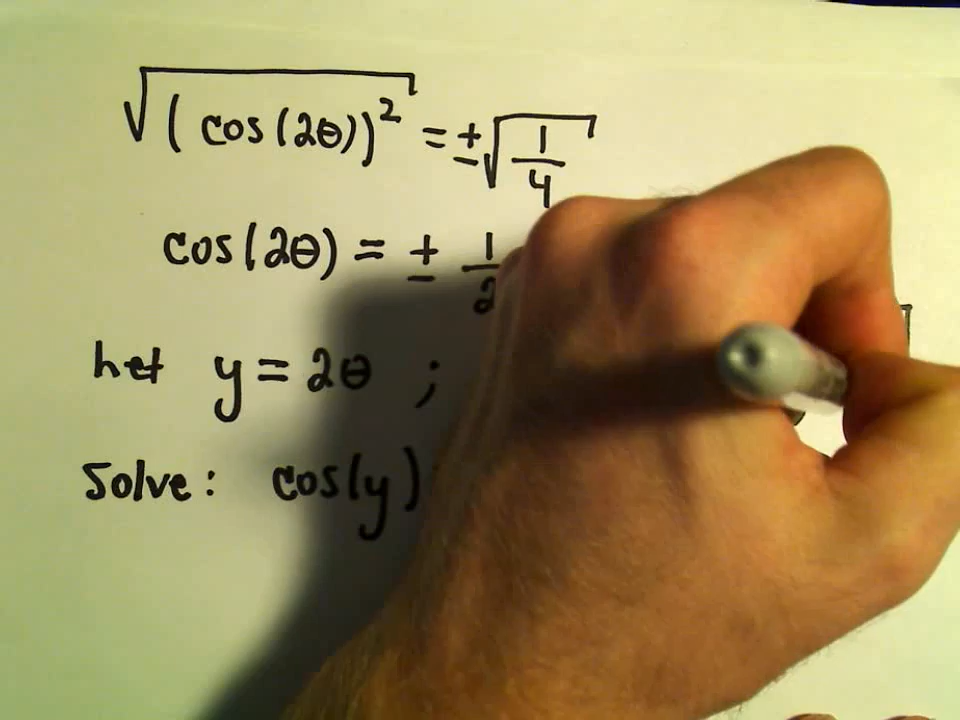 √(cos(2θ))² = ±√1/4
cos(2θ) = ± 1/2
Let y = 2θ ;
Solve: cos(y)